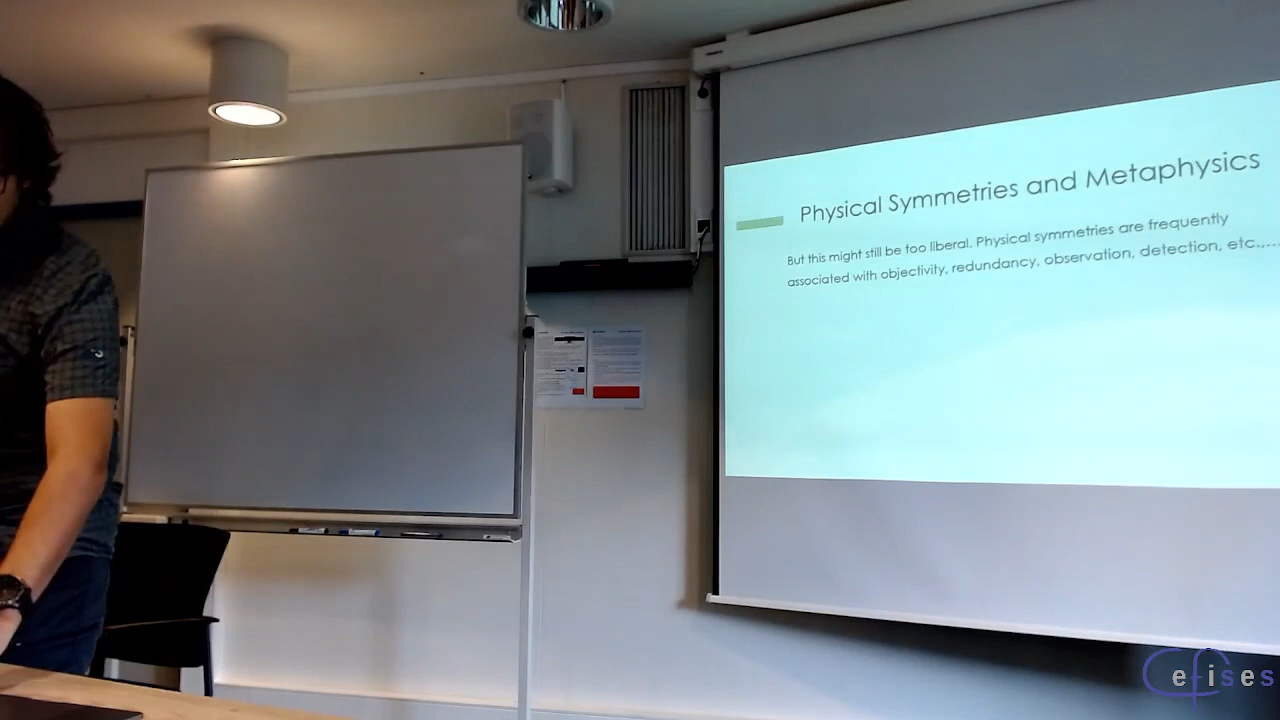 Physical Symmetries and Metaphysics
But this might still be too liberal. Physical symmetries are frequently
associated with objectivity, redundancy, observation, detection, etc.,...
efises